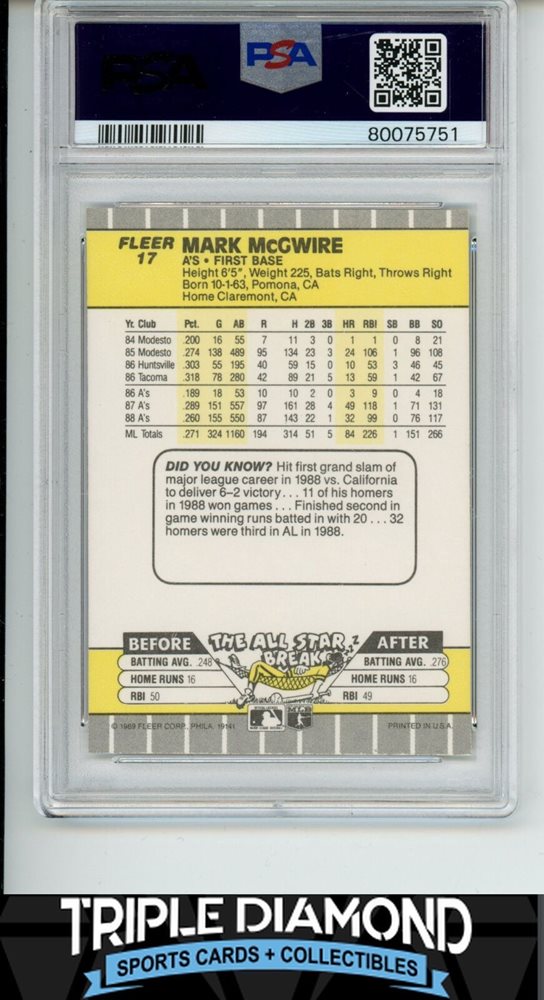 PSA
PSA
80075751
FLEER MARK McGWIRE
17 A'S • FIRST BASE
Height 6'5", Weight 225, Bats Right, Throws Right
Born 10-1-63, Pomona, CA
Home Claremont, CA
Yr. Club Pct. G AB R H 2B 3B HR RBI SB BB SO
84 Modesto .200 16 55 7 11 3 0 1 1 0 8 21
85 Modesto .274 138 489 95 134 23 3 24 106 1 96 108
86 Huntsville .303 55 195 40 59 15 0 10 53 3 46 45
86 Tacoma .318 78 280 42 89 21 5 13 59 1 42 67
86 A's .189 18 53 10 10 2 0 3 9 0 4 18
87 A's .289 151 557 97 161 28 4 49 118 1 71 131
88 A's .260 155 550 87 143 22 1 32 99 0 76 117
ML Totals .271 324 1160 194 314 51 5 84 226 1 151 266
DID YOU KNOW? Hit first grand slam of
major league career in 1988 vs. California
to deliver 6–2 victory... 11 of his homers
in 1988 won games... Finished second in
game winning runs batted in with 20... 32
homers were third in AL in 1988.
BEFORE THE ALL STAR BREAK AFTER
BATTING AVG. .248 BATTING AVG. .276
HOME RUNS 16 HOME RUNS 16
RBI 50 RBI 49
© 1989 FLEER CORP., PHILA. 19141 PRINTED IN U.S.A.
TRIPLE DIAMOND
SPORTS CARDS + COLLECTIBLES